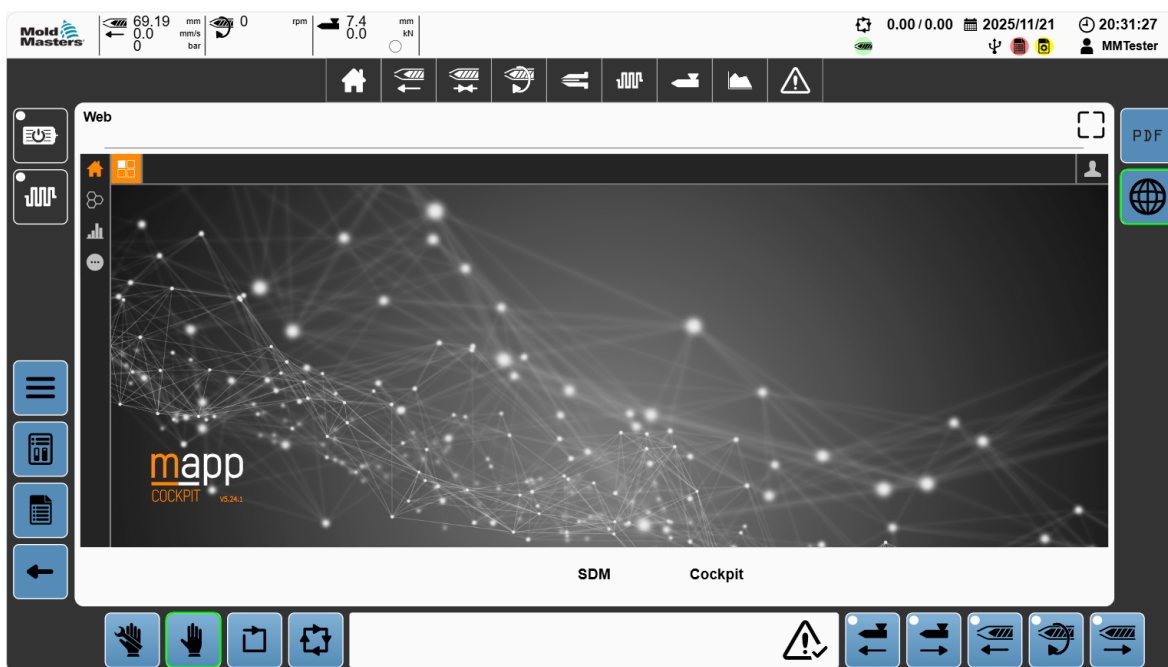 Mold
Masters
69.19 mm
0.0 mm/s
0 bar
0 rpm
7.4 mm
0.0 kN
0.00 / 0.00
2025/11/21
20:31:27
MMTester
Web
PDF
mapp
COCKPIT V5.24.1
SDM Cockpit